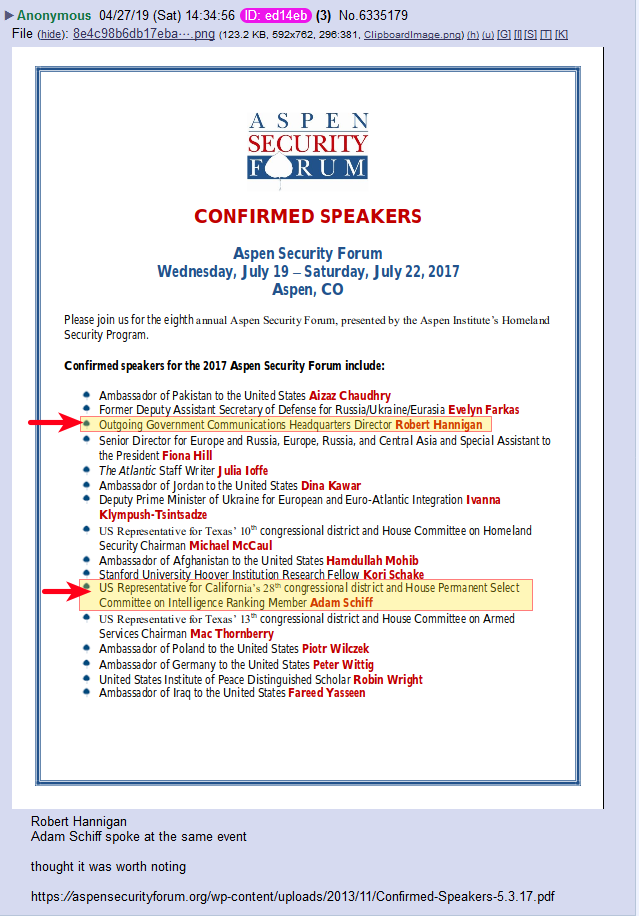 ▶ Anonymous 04/27/19 (Sat) 14:34:56 ID: ed14eb (3) No.6335179
File (hide): 8e4c98b6db17eba⋯.png (123.2 KB, 592x762, 296:381, ClipboardImage.png) (h) (u) [G] [I] [S] [T] [K]
ASPEN
SECURITY
FORUM
CONFIRMED SPEAKERS
Aspen Security Forum
Wednesday, July 19 – Saturday, July 22, 2017
Aspen, CO
Please join us for the eighth annual Aspen Security Forum, presented by the Aspen Institute's Homeland
Security Program.
Confirmed speakers for the 2017 Aspen Security Forum include:
Ambassador of Pakistan to the United States Aizaz Chaudhry
Former Deputy Assistant Secretary of Defense for Russia/Ukraine/Eurasia Evelyn Farkas
Outgoing Government Communications Headquarters Director Robert Hannigan
Senior Director for Europe and Russia, Europe, Russia, and Central Asia and Special Assistant to
the President Fiona Hill
The Atlantic Staff Writer Julia Ioffe
Ambassador of Jordan to the United States Dina Kawar
Deputy Prime Minister of Ukraine for European and Euro-Atlantic Integration Ivanna
Klympush-Tsintsadze
US Representative for Texas' 10th congressional district and House Committee on Homeland
Security Chairman Michael McCaul
Ambassador of Afghanistan to the United States Hamdullah Mohib
Stanford University Hoover Institution Research Fellow Kori Schake
US Representative for California's 28th congressional district and House Permanent Select
Committee on Intelligence Ranking Member Adam Schiff
US Representative for Texas' 13th congressional district and House Committee on Armed
Services Chairman Mac Thornberry
Ambassador of Poland to the United States Piotr Wilczek
Ambassador of Germany to the United States Peter Wittig
United States Institute of Peace Distinguished Scholar Robin Wright
Ambassador of Iraq to the United States Fareed Yasseen
Robert Hannigan
Adam Schiff spoke at the same event
thought it was worth noting
https://aspensecurityforum.org/wp-content/uploads/2013/11/Confirmed-Speakers-5.3.17.pdf